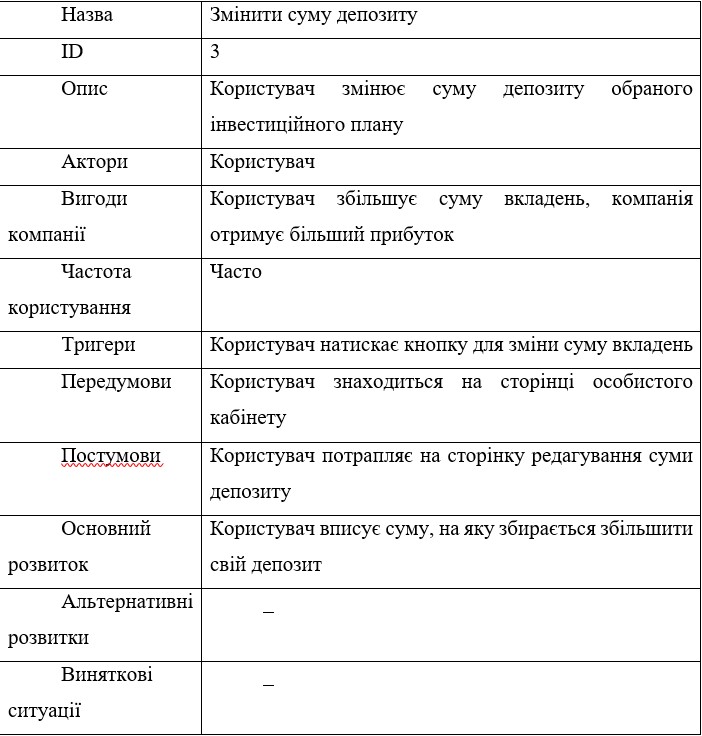 Назва
Змінити суму депозиту
ID
3
Опис
Користувач змінює суму депозиту обраного
інвестиційного плану
Актори
Користувач
Вигоди
компанії
Користувач збільшує суму вкладень, компанія
отримує більший прибуток
Частота
користування
Часто
Тригери
Користувач натискає кнопку для зміни суму вкладень
Передумови
Користувач знаходиться на сторінці особистого
кабінету
Постумови
Користувач потрапляє на сторінку редагування суми
депозиту
Основний
розвиток
Користувач вписує суму, на яку збирається збільшити
свій депозит
Альтернативні
розвитки
–
Виняткові
ситуації
–